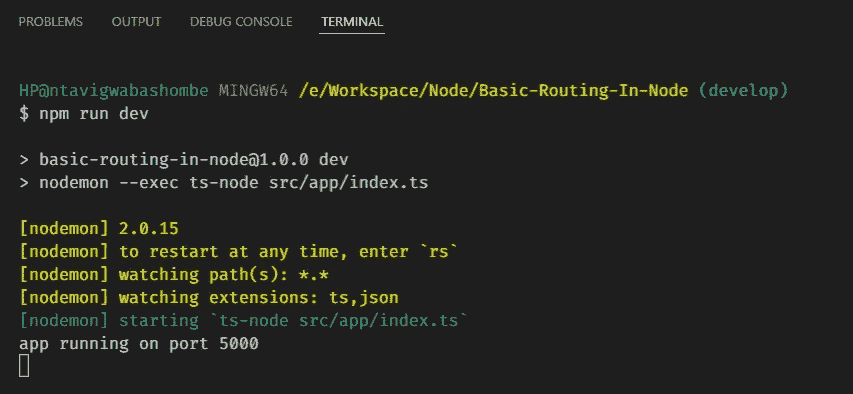 PROBLEMS OUTPUT DEBUG CONSOLE TERMINAL
HP@ntavigwabashombe MINGW64 /e/Workspace/Node/Basic-Routing-In-Node (develop)
$ npm run dev
> basic-routing-in-node@1.0.0 dev
> nodemon --exec ts-node src/app/index.ts
[nodemon] 2.0.15
[nodemon] to restart at any time, enter `rs`
[nodemon] watching path(s): *.*
[nodemon] watching extensions: ts,json
[nodemon] starting `ts-node src/app/index.ts`
app running on port 5000